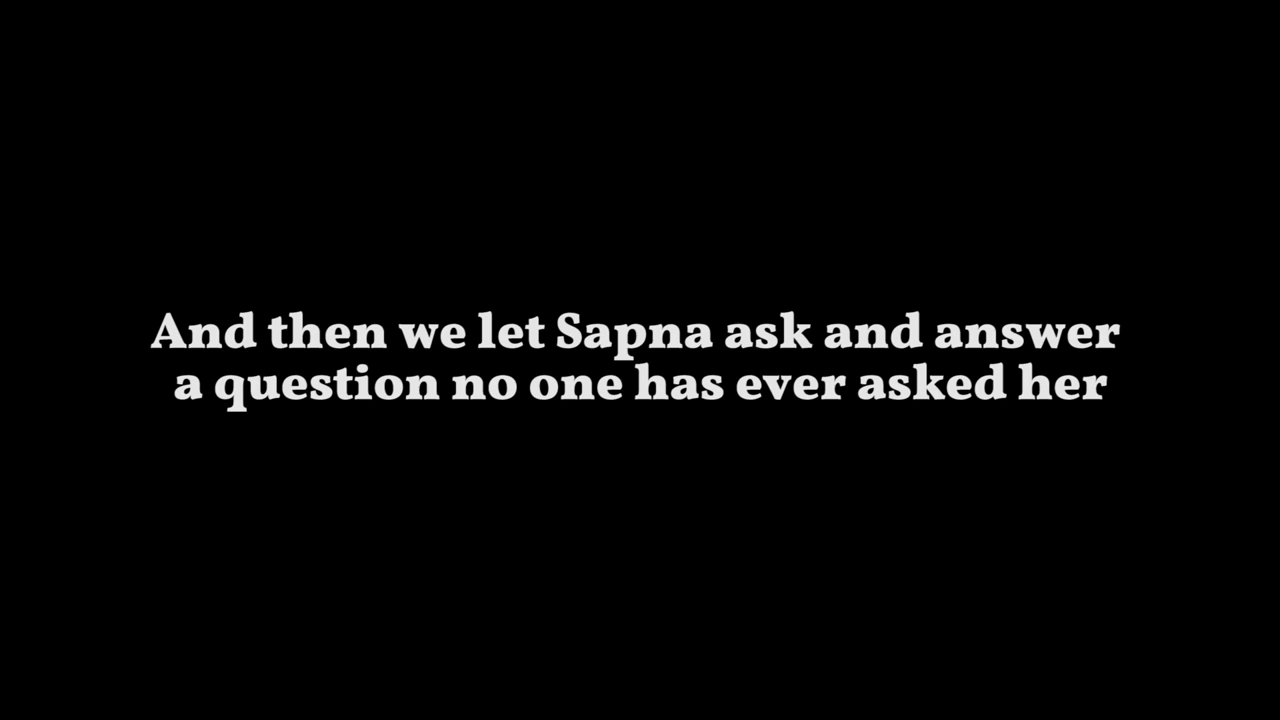 And then we let Sapna ask and answer
a question no one has ever asked her